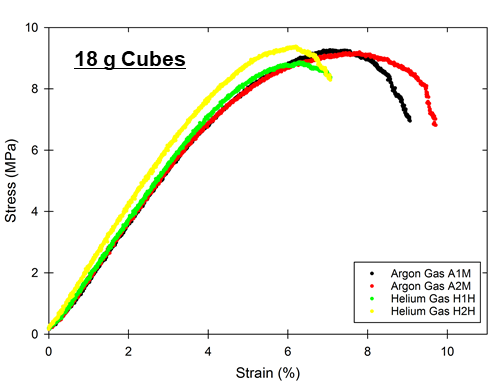 18 g Cubes
10
8
6
4
2
0
Stress (MPa)
0 2 4 6 8 10
Strain (%)
Argon Gas A1M
Argon Gas A2M
Helium Gas H1H
Helium Gas H2H